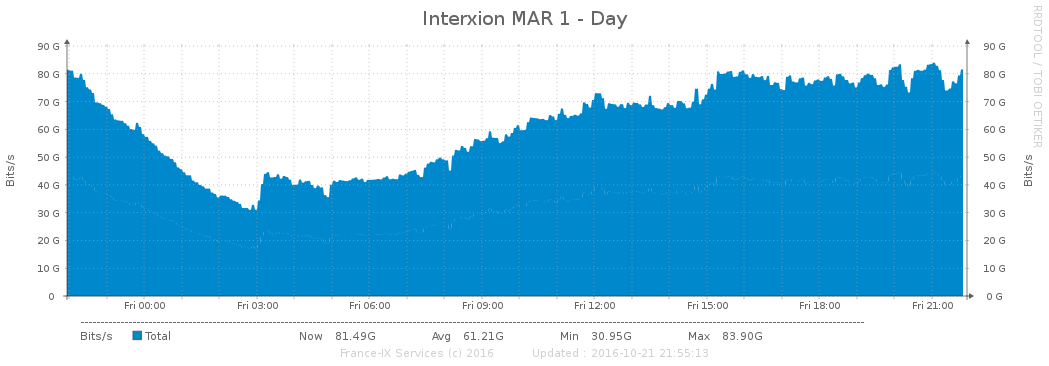 Interxion MAR 1 - Day
RRDTOOL / TOBI OETIKER
Bits/s
90 G
80 G
70 G
60 G
50 G
40 G
30 G
20 G
10 G
0
90 G
80 G
70 G
60 G
50 G
40 G
30 G
20 G
10 G
0 G
Bits/s
Fri 00:00 Fri 03:00 Fri 06:00 Fri 09:00 Fri 12:00 Fri 15:00 Fri 18:00 Fri 21:00
Bits/s Total Now 81.49G Avg 61.21G Min 30.95G Max 83.90G
France-IX Services (c) 2016 Updated : 2016-10-21 21:55:13